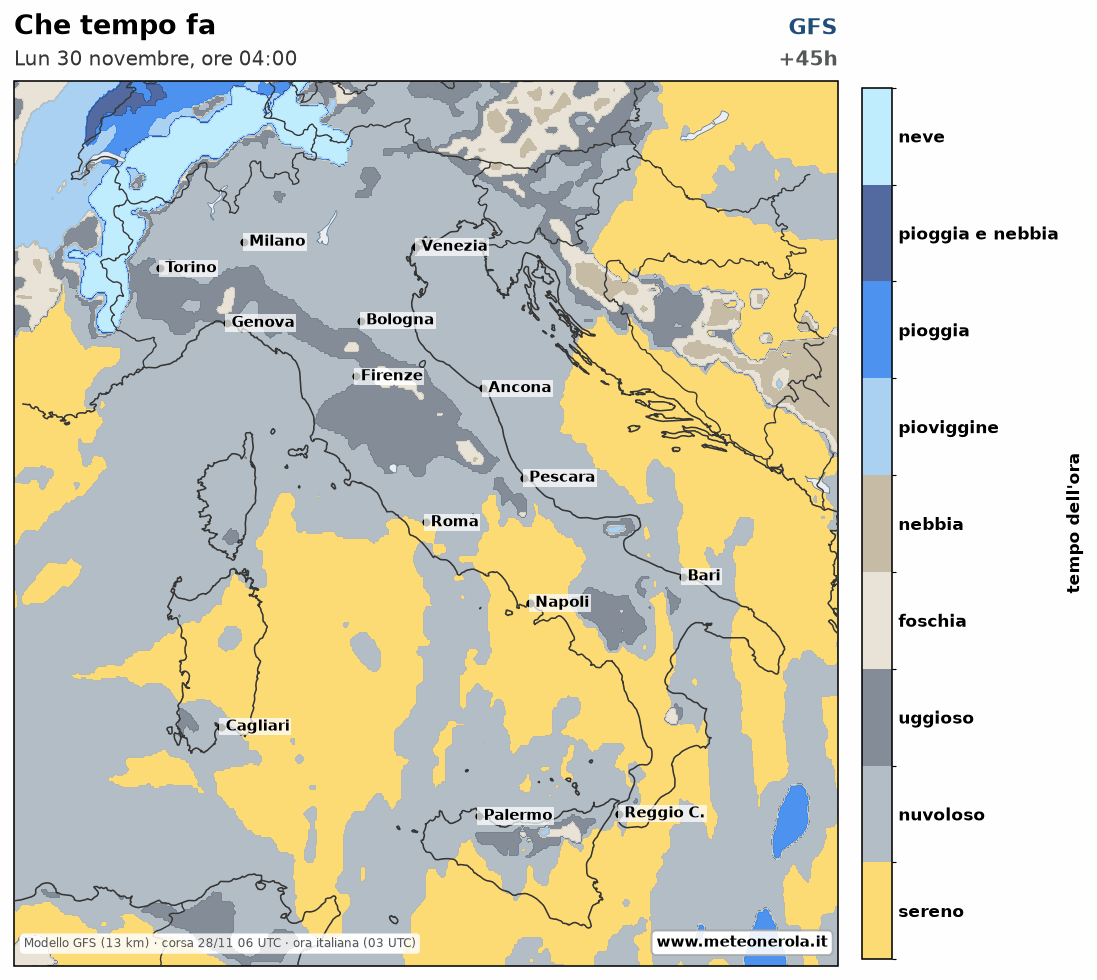 Che tempo fa
GFS
Lun 30 novembre, ore 04:00
+45h
neve
pioggia e nebbia
pioggia
pioviggine
nebbia
foschia
uggioso
nuvoloso
sereno
tempo dell'ora
Milano
Venezia
Torino
Genova
Bologna
Firenze
Ancona
Pescara
Roma
Bari
Napoli
Cagliari
Palermo
Reggio C.
Modello GFS (13 km) · corsa 28/11 06 UTC · ora italiana (03 UTC)
www.meteonerola.it